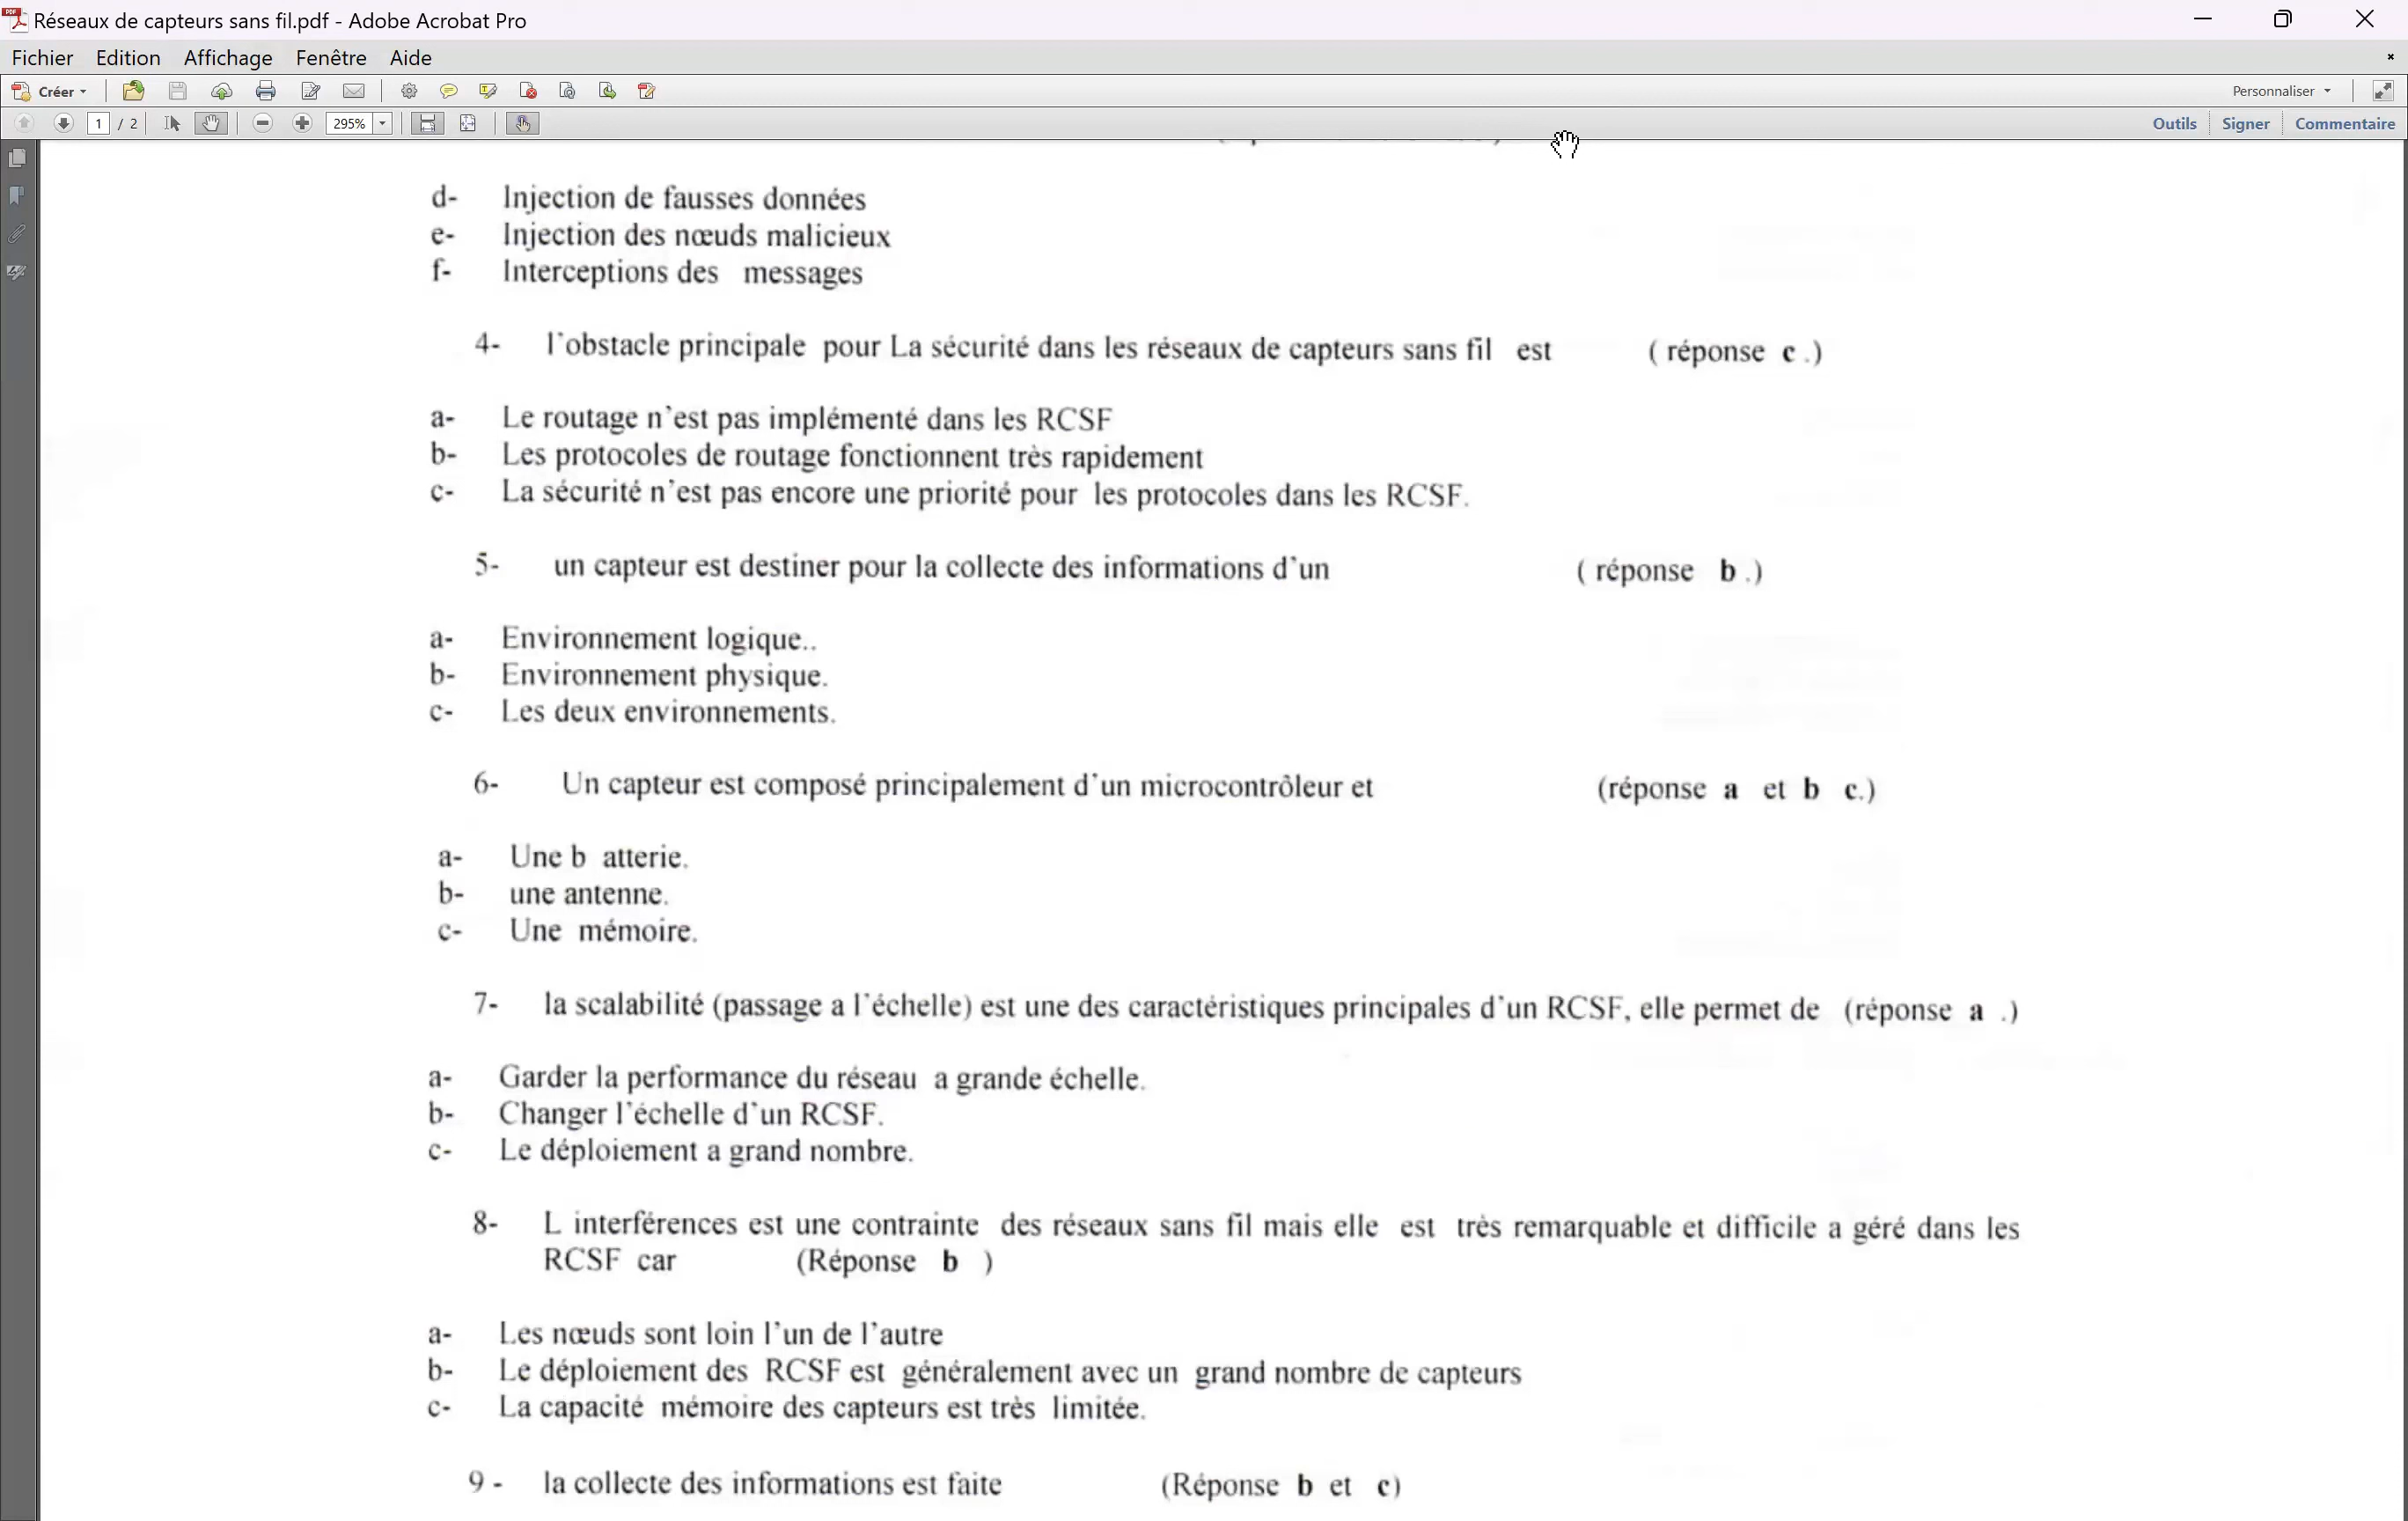 Réseaux de capteurs sans fil.pdf - Adobe Acrobat Pro
Fichier Edition Affichage Fenêtre Aide
Créer
Personnaliser
1 / 2
295%
Outils Signer Commentaire
d- Injection de fausses données
e- Injection des nœuds malicieux
f- Interceptions des messages
4- l'obstacle principale pour La sécurité dans les réseaux de capteurs sans fil est ( réponse c .)
a- Le routage n'est pas implémenté dans les RCSF
b- Les protocoles de routage fonctionnent très rapidement
c- La sécurité n'est pas encore une priorité pour les protocoles dans les RCSF.
5- un capteur est destiner pour la collecte des informations d'un ( réponse b .)
a- Environnement logique..
b- Environnement physique.
c- Les deux environnements.
6- Un capteur est composé principalement d'un microcontrôleur et (réponse a et b c.)
a- Une b atterie.
b- une antenne.
c- Une mémoire.
7- la scalabilité (passage a l'échelle) est une des caractéristiques principales d'un RCSF, elle permet de (réponse a .)
a- Garder la performance du réseau a grande échelle.
b- Changer l'échelle d'un RCSF.
c- Le déploiement a grand nombre.
8- L interférences est une contrainte des réseaux sans fil mais elle est très remarquable et difficile a géré dans les
RCSF car (Réponse b )
a- Les nœuds sont loin l'un de l'autre
b- Le déploiement des RCSF est généralement avec un grand nombre de capteurs
c- La capacité mémoire des capteurs est très limitée.
9 - la collecte des informations est faite (Réponse b et c)